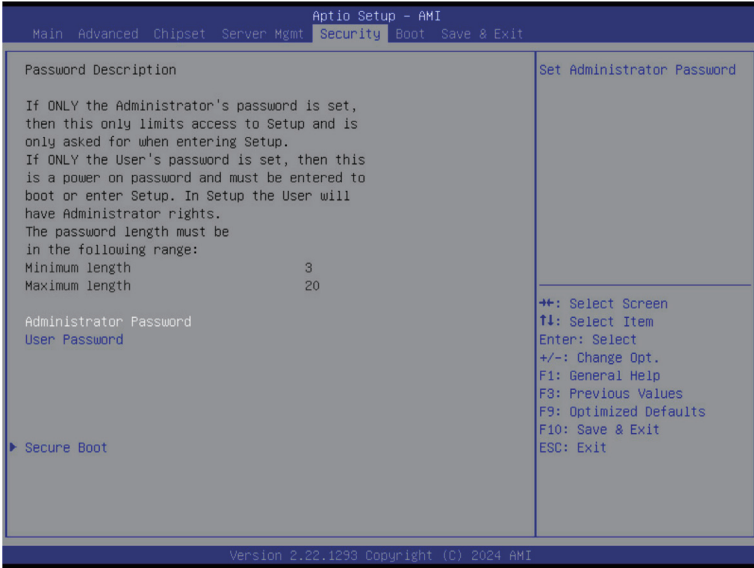 Aptio Setup – AMI
Main Advanced Chipset Server Mgmt Security Boot Save & Exit
Password Description
If ONLY the Administrator's password is set,
then this only limits access to Setup and is
only asked for when entering Setup.
If ONLY the User's password is set, then this
is a power on password and must be entered to
boot or enter Setup. In Setup the User will
have Administrator rights.
The password length must be
in the following range:
Minimum length 3
Maximum length 20
Administrator Password
User Password
Secure Boot
Set Administrator Password
→←: Select Screen
↑↓: Select Item
Enter: Select
+/-: Change Opt.
F1: General Help
F3: Previous Values
F9: Optimized Defaults
F10: Save & Exit
ESC: Exit
Version 2.22.1293 Copyright (C) 2024 AMI